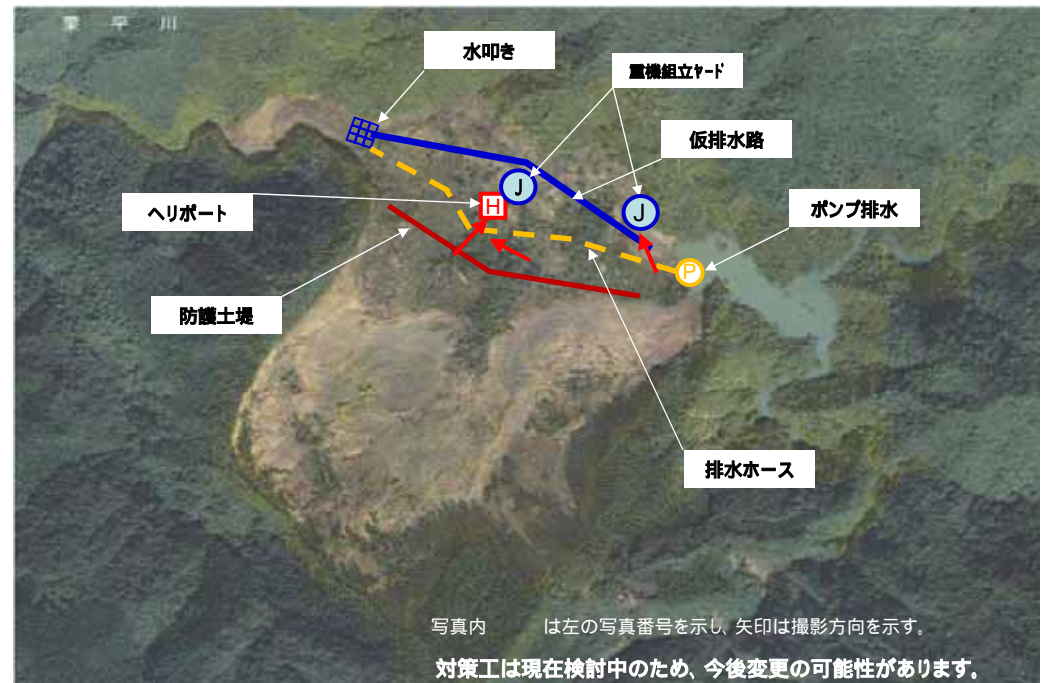 栗平川
水叩き
重機組立ヤード
仮排水路
ヘリポート
J
J
H
ポンプ排水
P
防護土堤
排水ホース
写真内 は左の写真番号を示し、矢印は撮影方向を示す。
対策工は現在検討中のため、今後変更の可能性があります。